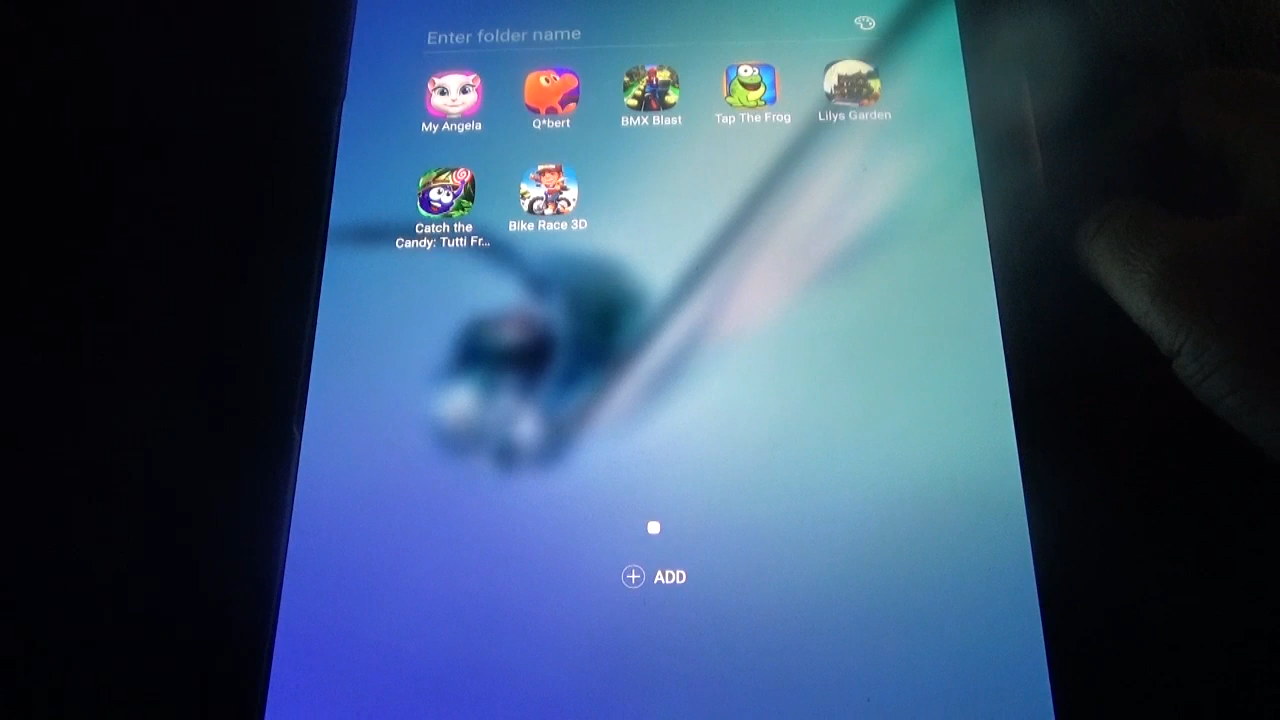 Enter folder name
My Angela
Q*bert
BMX Blast
Tap The Frog
Lilys Garden
Catch the
Candy: Tutti Fr...
Bike Race 3D
ADD